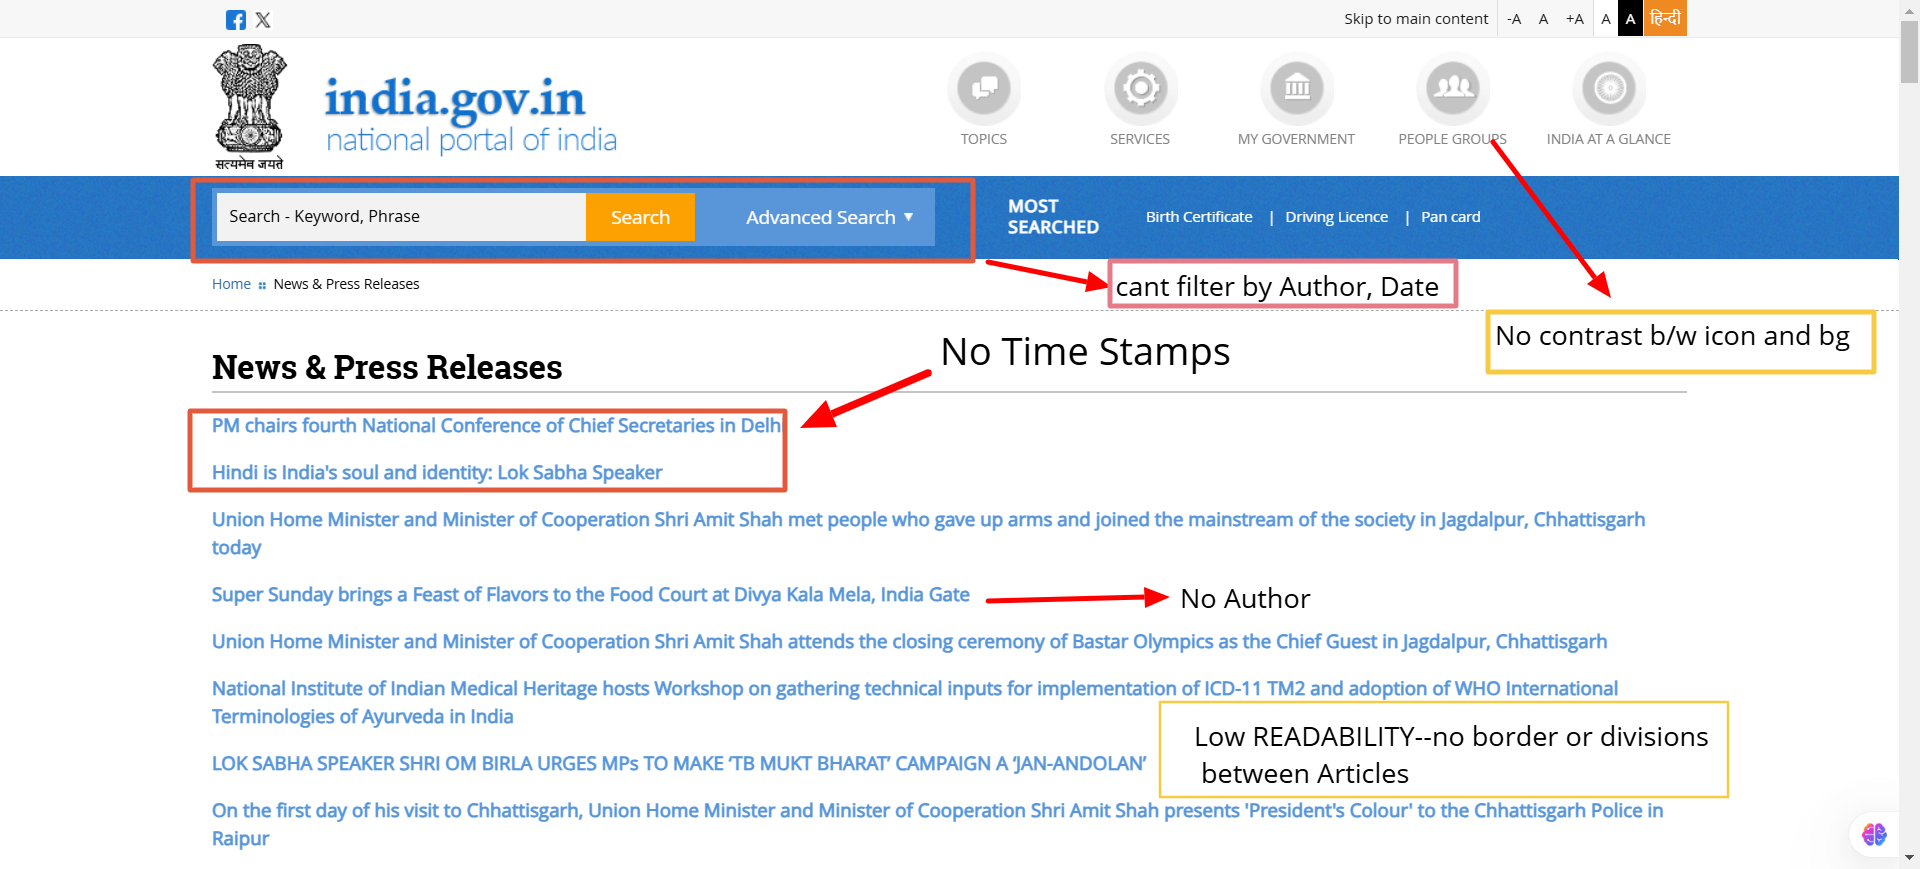 Skip to main content -A A +A A A हिन्दी
सत्यमेव जयते
india.gov.in
national portal of india
TOPICS SERVICES MY GOVERNMENT PEOPLE GROUPS INDIA AT A GLANCE
Search - Keyword, Phrase Search Advanced Search ▼
MOST
SEARCHED
Birth Certificate | Driving Licence | Pan card
Home News & Press Releases
cant filter by Author, Date
No contrast b/w icon and bg
No Time Stamps
News & Press Releases
PM chairs fourth National Conference of Chief Secretaries in Delh
Hindi is India's soul and identity: Lok Sabha Speaker
Union Home Minister and Minister of Cooperation Shri Amit Shah met people who gave up arms and joined the mainstream of the society in Jagdalpur, Chhattisgarh
today
Super Sunday brings a Feast of Flavors to the Food Court at Divya Kala Mela, India Gate
No Author
Union Home Minister and Minister of Cooperation Shri Amit Shah attends the closing ceremony of Bastar Olympics as the Chief Guest in Jagdalpur, Chhattisgarh
National Institute of Indian Medical Heritage hosts Workshop on gathering technical inputs for implementation of ICD-11 TM2 and adoption of WHO International
Terminologies of Ayurveda in India
Low READABILITY--no border or divisions
between Articles
LOK SABHA SPEAKER SHRI OM BIRLA URGES MPs TO MAKE ‘TB MUKT BHARAT’ CAMPAIGN A ‘JAN-ANDOLAN’
On the first day of his visit to Chhattisgarh, Union Home Minister and Minister of Cooperation Shri Amit Shah presents 'President's Colour' to the Chhattisgarh Police in
Raipur